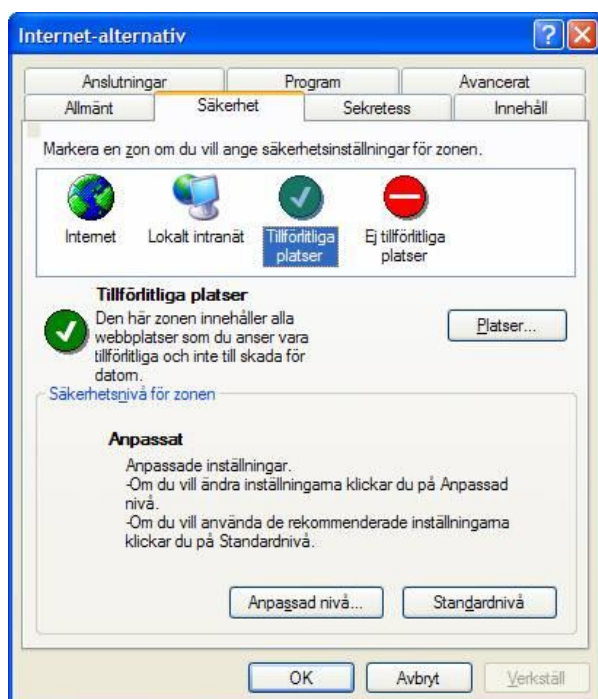 Internet-alternativ
Anslutningar Program Avancerat
Allmänt Säkerhet Sekretess Innehåll
Markera en zon om du vill ange säkerhetsinställningar för zonen.
Internet Lokalt intranät Tillförlitliga platser Ej tillförlitliga platser
Tillförlitliga platser
Den här zonen innehåller alla
webbplatser som du anser vara
tillförlitliga och inte till skada för
datorn.
Platser...
Säkerhetsnivå för zonen
Anpassat
Anpassade inställningar.
-Om du vill ändra inställningarna klickar du på Anpassad
nivå.
-Om du vill använda de rekommenderade inställningarna
klickar du på Standardnivå.
Anpassad nivå... Standardnivå
OK Avbryt Verkställ